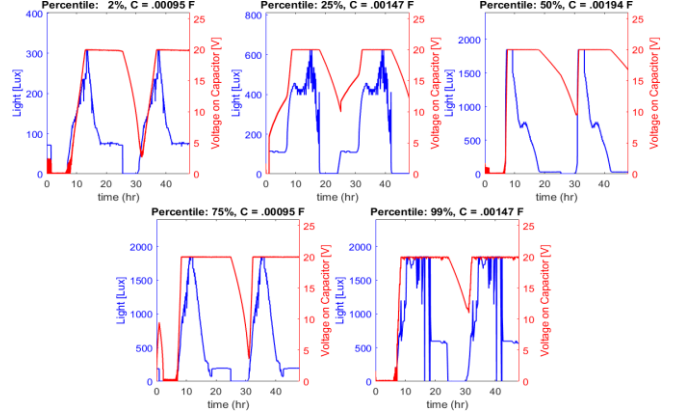 Percentile:   2%, C = .00095 F
Percentile: 25%, C = .00147 F
Percentile: 50%, C = .00194 F
400
300
200
100
0
Light [Lux]
25
20
15
10
5
0
Voltage on Capacitor [V]
0 10 20 30 40
time (hr)
800
600
400
200
0
Light [Lux]
25
20
15
10
5
0
Voltage on Capacitor [V]
0 10 20 30 40
time (hr)
2000
1500
1000
500
0
Light [Lux]
25
20
15
10
5
0
Voltage on Capacitor [V]
0 10 20 30 40
time (hr)
Percentile: 75%, C = .00095 F
Percentile: 99%, C = .00147 F
2000
1500
1000
500
0
Light [Lux]
25
20
15
10
5
0
Voltage on Capacitor [V]
0 10 20 30 40
time (hr)
2000
1500
1000
500
0
Light [Lux]
25
20
15
10
5
0
Voltage on Capacitor [V]
0 10 20 30 40
time (hr)